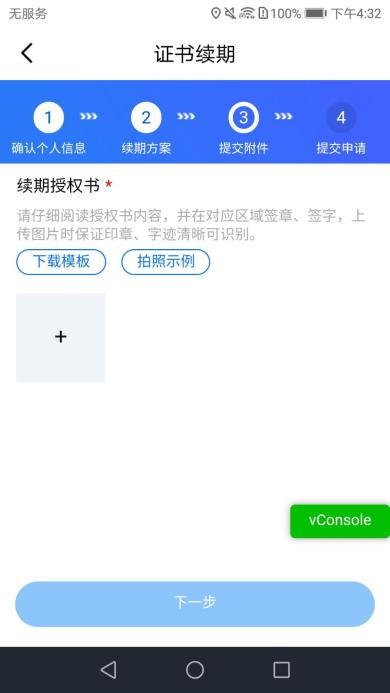 无服务
100%
下午4:32
证书续期
1
2
3
4
确认个人信息
续期方案
提交附件
提交申请
续期授权书 *
请仔细阅读授权书内容，并在对应区域签章、签字，上
传图片时保证印章、字迹清晰可识别。
下载模板
拍照示例
+
vConsole
下一步